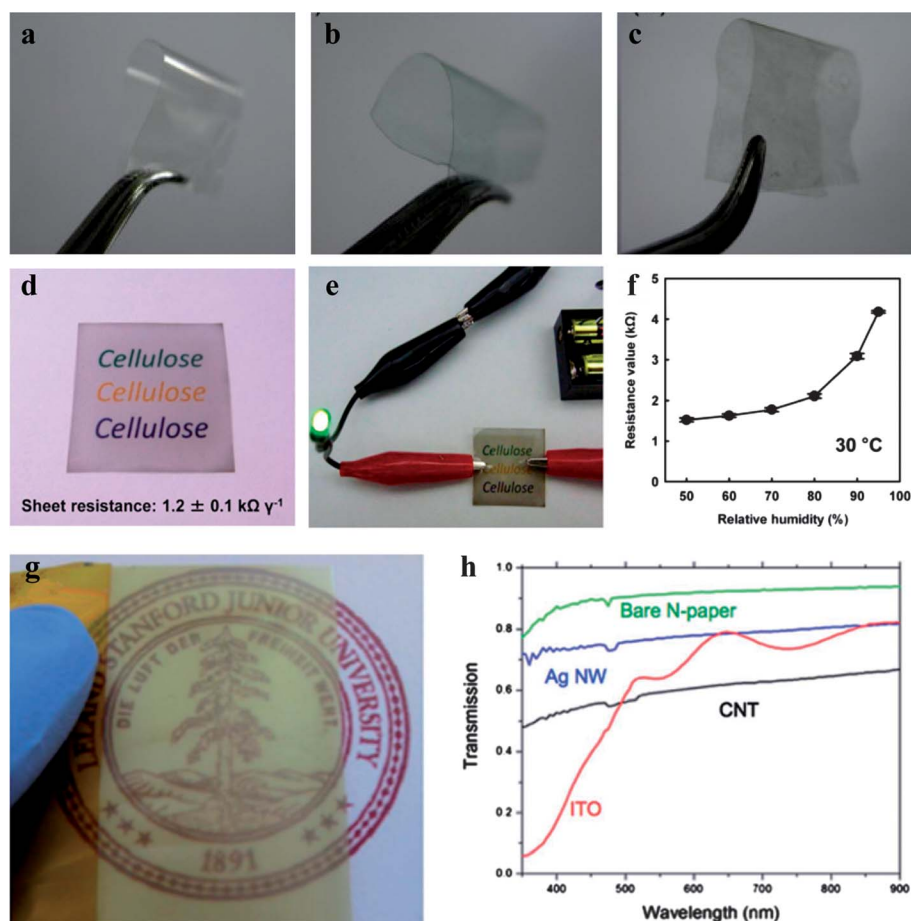 a
b
c
d
Cellulose
Cellulose
Cellulose
Sheet resistance: 1.2 ± 0.1 kΩ γ⁻¹
e
Cellulose
Cellulose
Cellulose
f
Resistance value (kΩ)
5
4
3
2
1
0
30 °C
50 60 70 80 90 100
Relative humidity (%)
g
LELAND STANFORD JUNIOR UNIVERSITY
DIE LUFT DER FREIHEIT WEHT
1891
h
Transmission
1.0
0.8
0.6
0.4
0.2
0.0
Bare N-paper
Ag NW
CNT
ITO
400 500 600 700 800 900
Wavelength (nm)